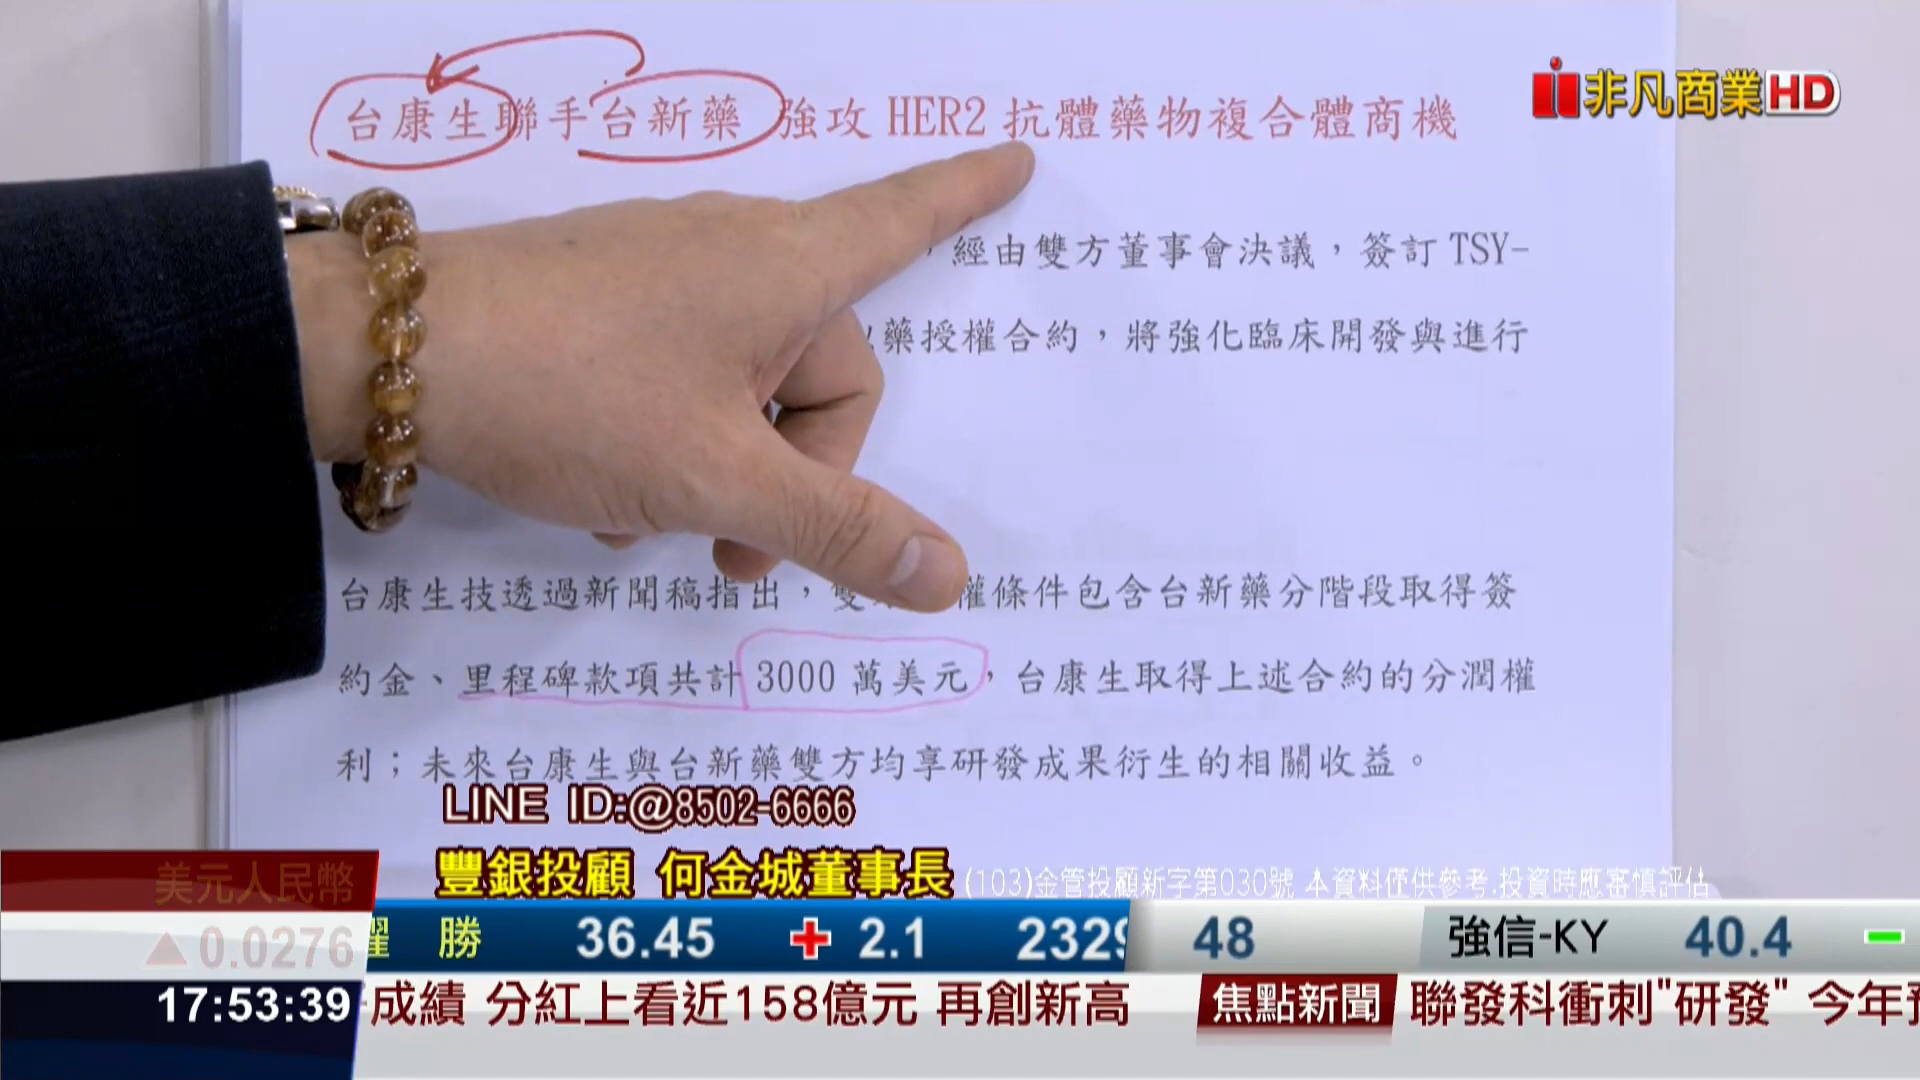 台康生聯手台新藥 強攻 HER2 抗體藥物複合體商機
非凡商業HD
，經由雙方董事會決議，簽訂 TSY-
藥授權合約，將強化臨床開發與進行
台康生技透過新聞稿指出，雙 權條件包含台新藥分階段取得簽
約金、里程碑款項共計 3000 萬美元，台康生取得上述合約的分潤權
利；未來台康生與台新藥雙方均享研發成果衍生的相關收益。
LINE ID:@8502-6666
豐銀投顧 何金城董事長 (103)金管投顧新字第030號 本資料僅供參考.投資時應審慎評估
美元人民幣
▲0.0276
勝 36.45 + 2.1 2329 48 強信-KY 40.4
17:53:39
成績 分紅上看近158億元 再創新高 焦點新聞 聯發科衝刺"研發" 今年